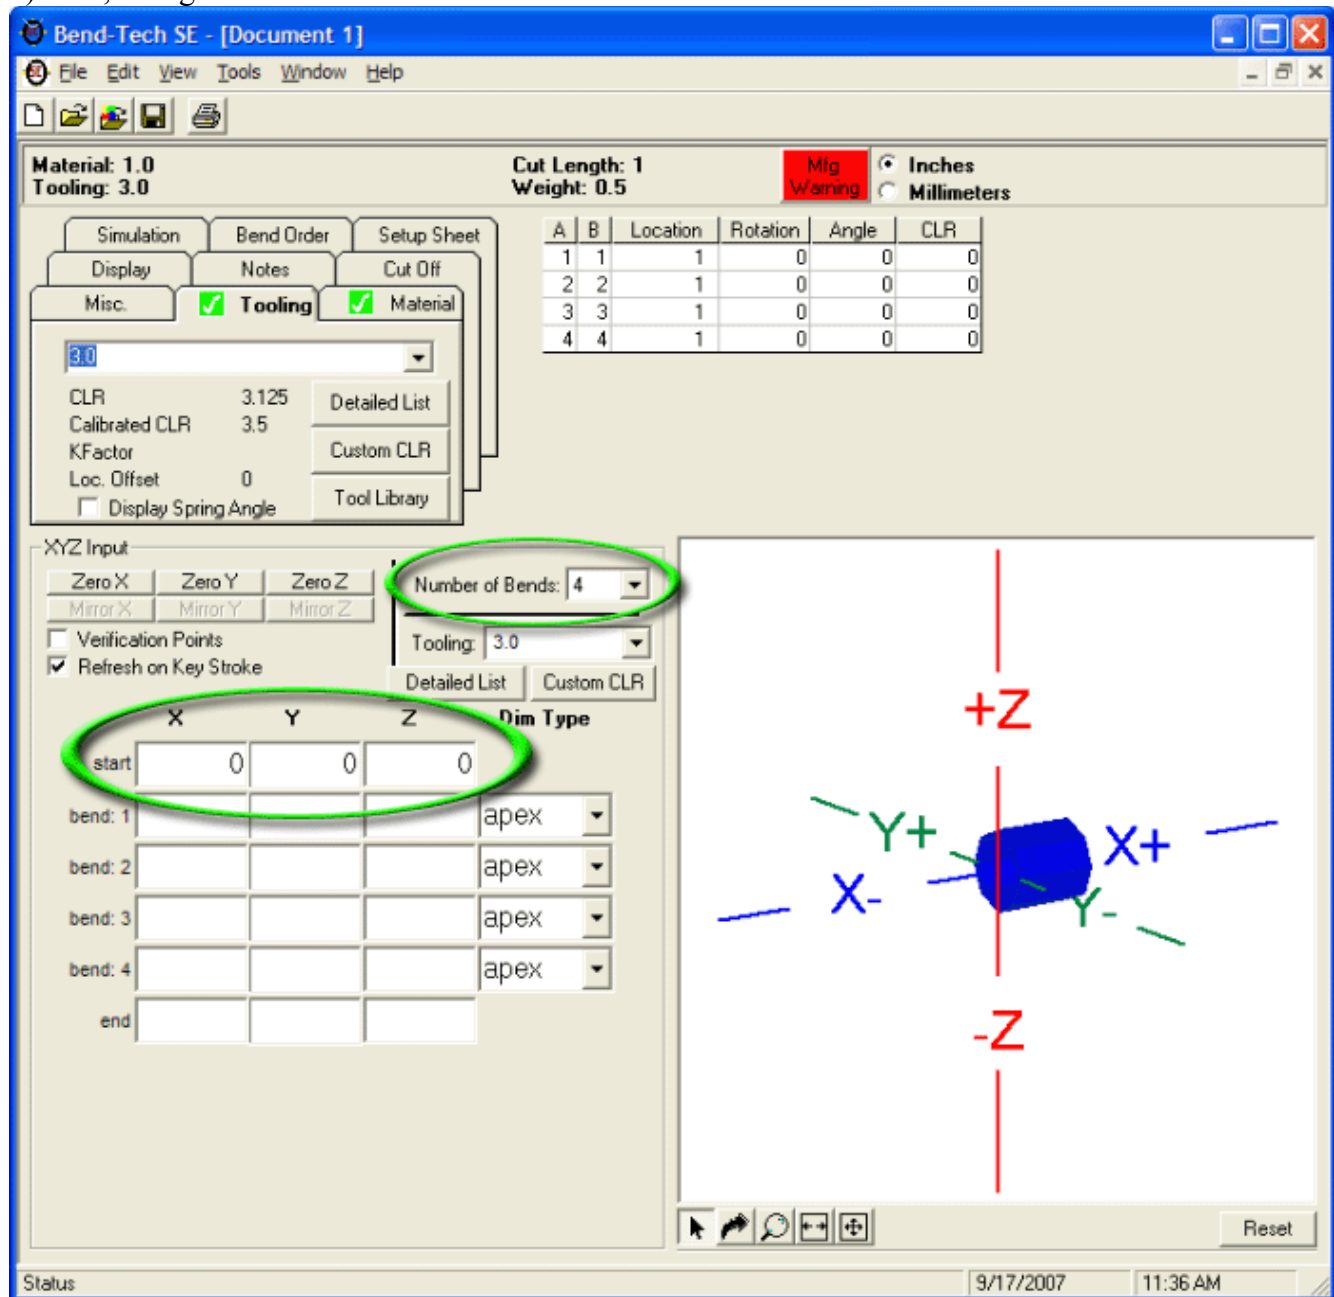 Bend-Tech SE - [Document 1]
File Edit View Tools Window Help
Material: 1.0 Cut Length: 1 Mfg Warning Inches
Tooling: 3.0 Weight: 0.5 Millimeters
Simulation Bend Order Setup Sheet
Display Notes Cut Off
Misc. Tooling Material
3.0
CLR 3.125 Detailed List
Calibrated CLR 3.5
KFactor Custom CLR
Loc. Offset 0
Display Spring Angle Tool Library
A B Location Rotation Angle CLR
1 1 1 0 0 0
2 2 1 0 0 0
3 3 1 0 0 0
4 4 1 0 0 0
XYZ Input
Zero X Zero Y Zero Z
Mirror X Mirror Y Mirror Z
Verification Points
Refresh on Key Stroke
Number of Bends: 4
Tooling: 3.0
Detailed List Custom CLR
X Y Z Dim Type
start 0 0 0
bend: 1 apex
bend: 2 apex
bend: 3 apex
bend: 4 apex
end
+Z
Y+ X+
X- Y-
-Z
Reset
Status 9/17/2007 11:36 AM